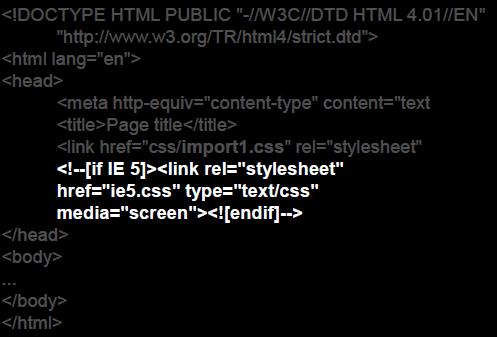 <!DOCTYPE HTML PUBLIC "-//W3C//DTD HTML 4.01//EN"
"http://www.w3.org/TR/html4/strict.dtd">
<html lang="en">
<head>
<meta http-equiv="content-type" content="text
<title>Page title</title>
<link href="css/import1.css" rel="stylesheet"
<!--[if IE 5]><link rel="stylesheet"
href="ie5.css" type="text/css"
media="screen"><![endif]-->
</head>
<body>
...
</body>
</html>